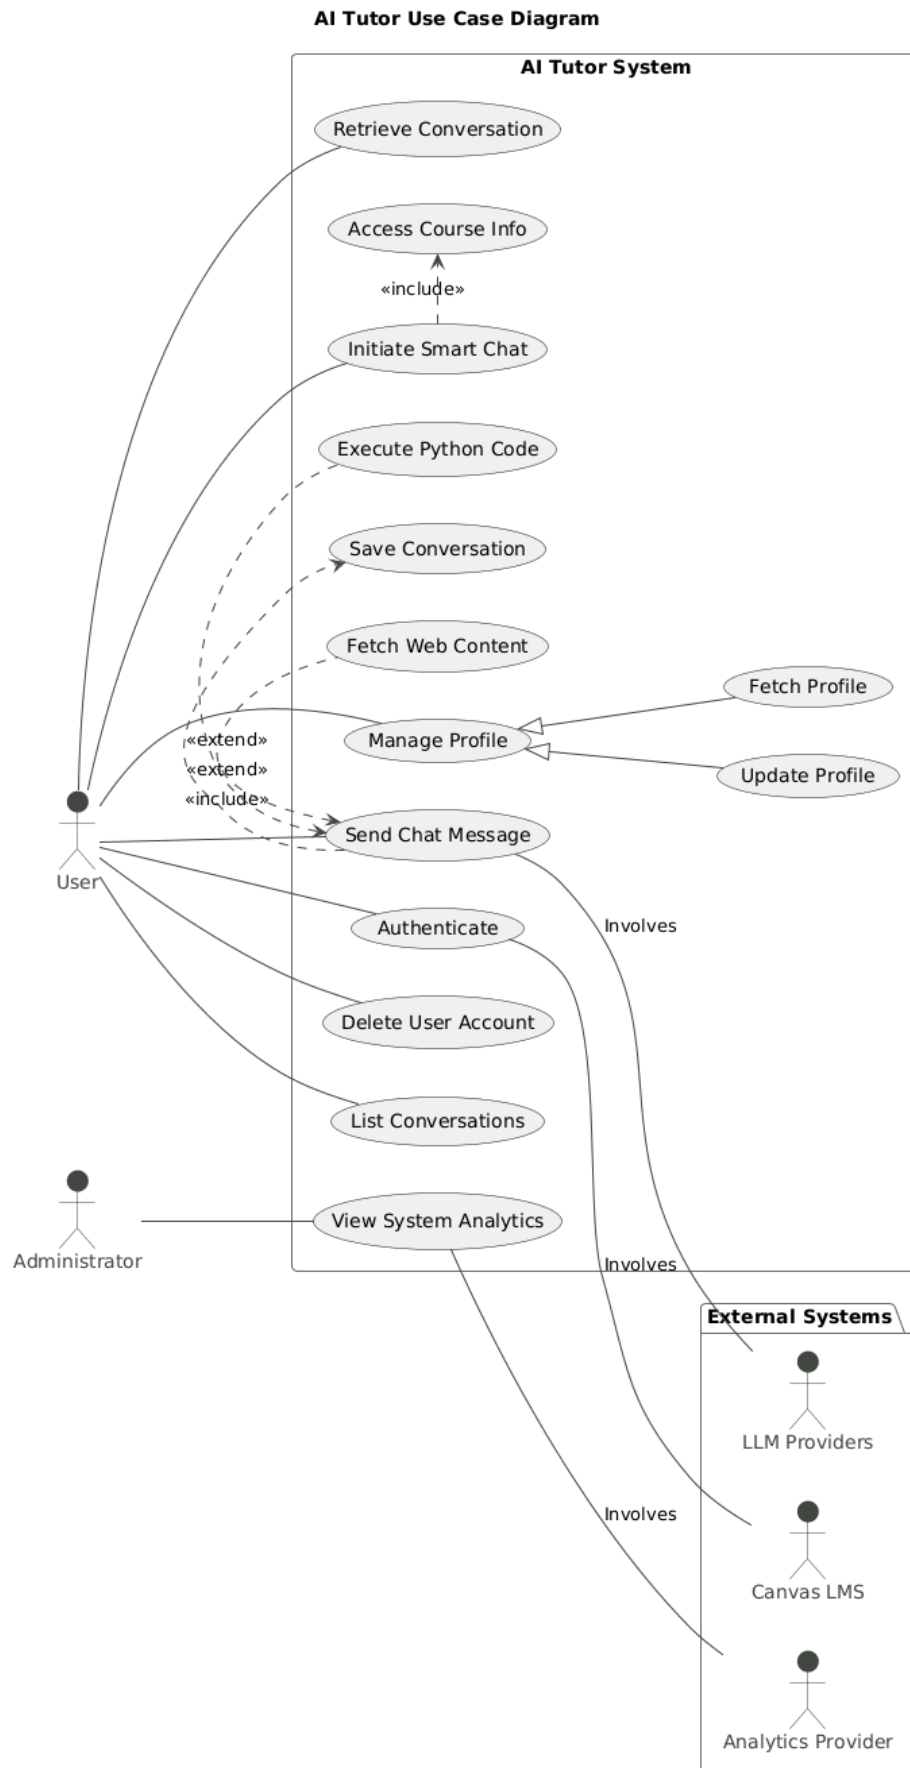 AI Tutor Use Case Diagram
AI Tutor System
Retrieve Conversation
Access Course Info
«include»
Initiate Smart Chat
Execute Python Code
Save Conversation
Fetch Web Content
Fetch Profile
Manage Profile
«extend»
«extend»
Update Profile
«include»
Send Chat Message
User
Involves
Authenticate
Delete User Account
List Conversations
View System Analytics
Administrator
Involves
External Systems
LLM Providers
Involves
Canvas LMS
Analytics Provider